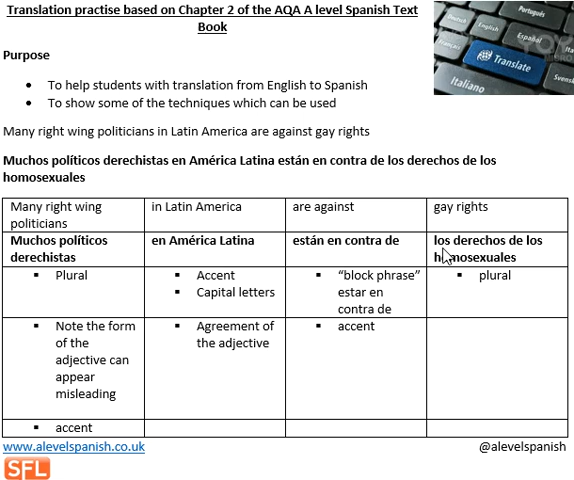 Translation practise based on Chapter 2 of the AQA A level Spanish Text
Book
Português
Deutsch
English
Español
Français
Translate
Svensk
Italiano
Purpose
To help students with translation from English to Spanish
To show some of the techniques which can be used
Many right wing politicians in Latin America are against gay rights
Muchos políticos derechistas en América Latina están en contra de los derechos de los
homosexuales
Many right wing
politicians
in Latin America
are against
gay rights
Muchos políticos
derechistas
en América Latina
están en contra de
los derechos de los
homosexuales
Plural
Accent
Capital letters
“block phrase”
estar en
contra de
plural
Note the form
of the
adjective can
appear
misleading
Agreement of
the adjective
accent
accent
www.alevelspanish.co.uk
@alevelspanish
SFL